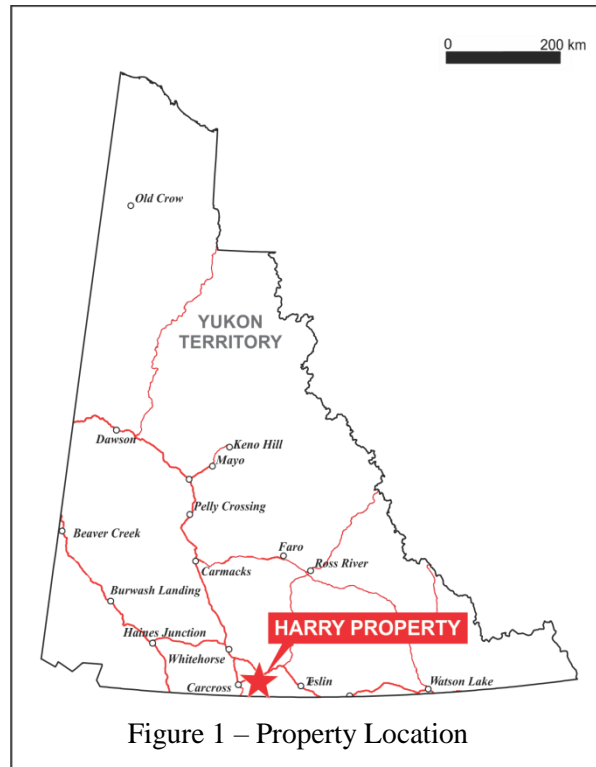 0 200 km
Old Crow
YUKON
TERRITORY
Dawson
Keno Hill
Mayo
Pelly Crossing
Beaver Creek
Faro
Carmacks
Ross River
Burwash Landing
HARRY PROPERTY
Haines Junction
Whitehorse
Carcross
Teslin
Watson Lake
Figure 1 – Property Location